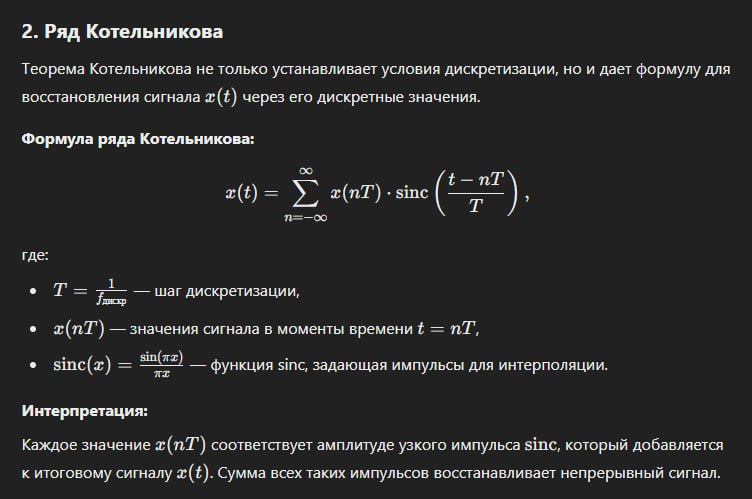 2. Ряд Котельникова
Теорема Котельникова не только устанавливает условия дискретизации, но и дает формулу для
восстановления сигнала x(t) через его дискретные значения.
Формула ряда Котельникова:
x(t) = ∑_{n=−∞}^{∞} x(nT) · sinc((t − nT)/T),
где:
• T = 1/f_дискр — шаг дискретизации,
• x(nT) — значения сигнала в моменты времени t = nT,
• sinc(x) = sin(πx)/πx — функция sinc, задающая импульсы для интерполяции.
Интерпретация:
Каждое значение x(nT) соответствует амплитуде узкого импульса sinc, который добавляется
к итоговому сигналу x(t). Сумма всех таких импульсов восстанавливает непрерывный сигнал.